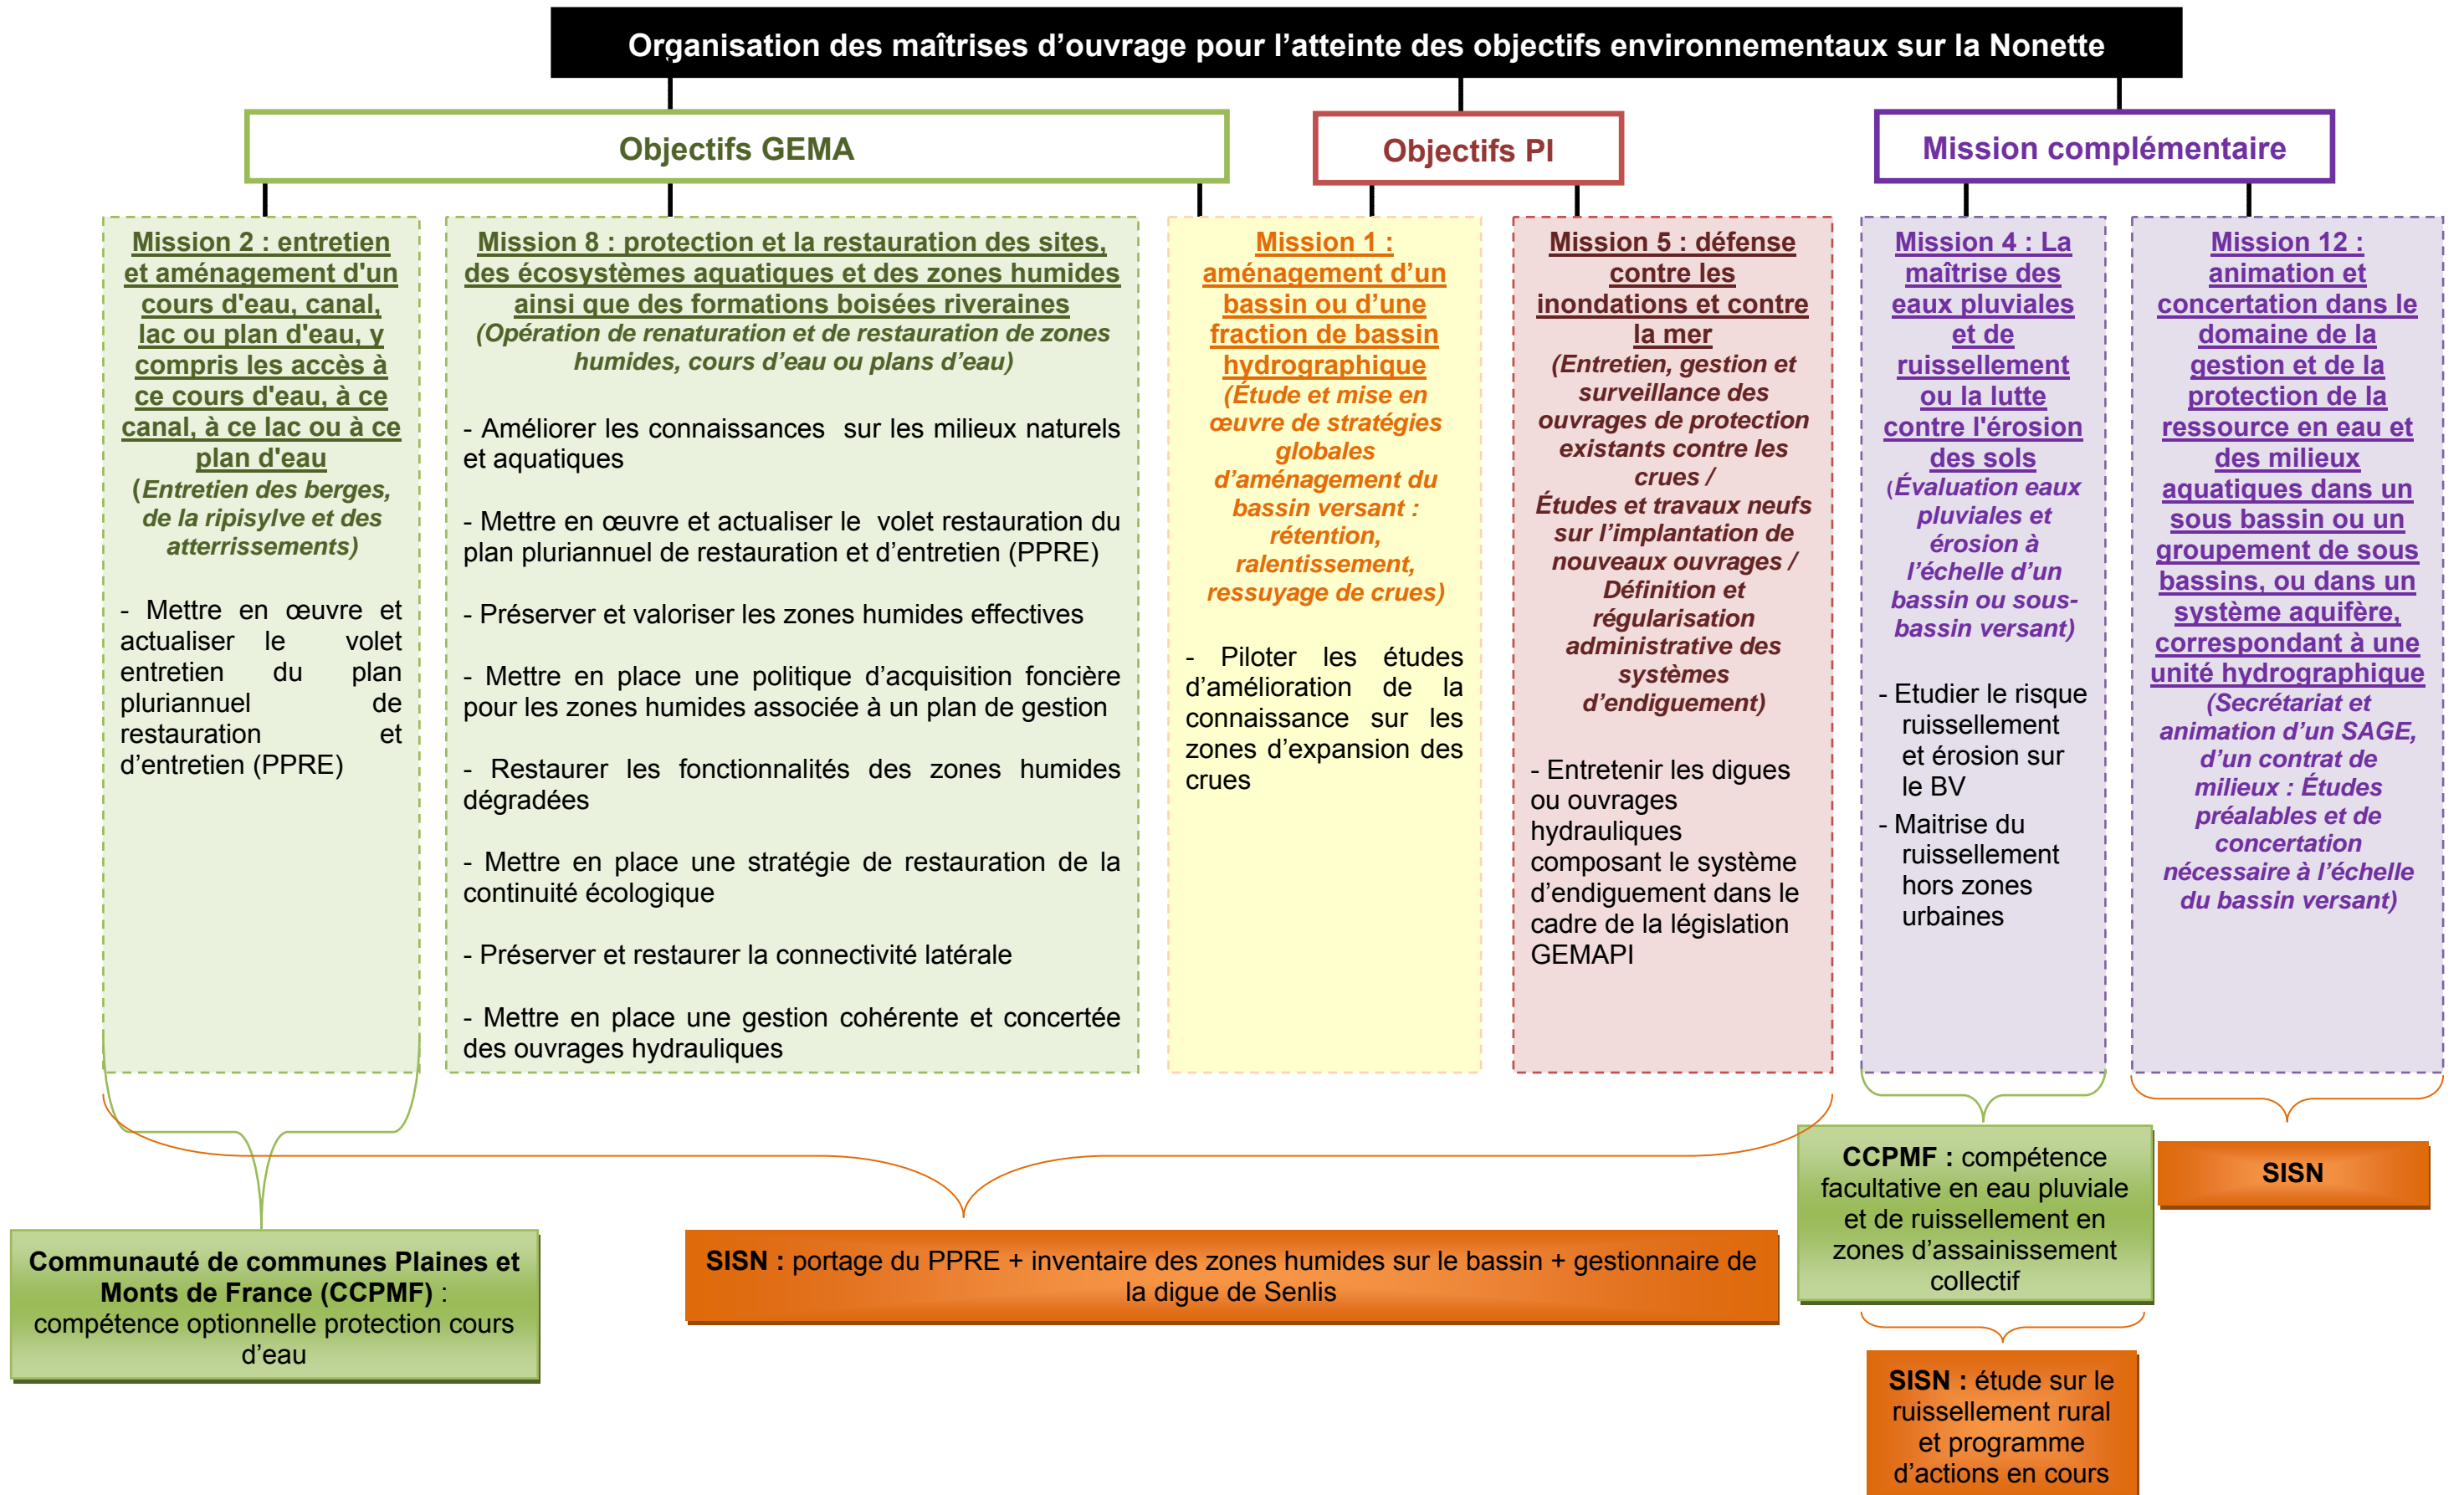 Organisation des maîtrises d’ouvrage pour l’atteinte des objectifs environnementaux sur la Nonette
Objectifs GEMA
Objectifs PI
Mission complémentaire
Mission 2 : entretien
et aménagement d'un
cours d'eau, canal,
lac ou plan d'eau, y
compris les accès à
ce cours d'eau, à ce
canal, à ce lac ou à ce
plan d'eau
(Entretien des berges,
de la ripisylve et des
atterrissements)
- Mettre en œuvre et
actualiser le volet
entretien du plan
pluriannuel de
restauration et
d’entretien (PPRE)
Mission 8 : protection et la restauration des sites,
des écosystèmes aquatiques et des zones humides
ainsi que des formations boisées riveraines
(Opération de renaturation et de restauration de zones
humides, cours d’eau ou plans d’eau)
- Améliorer les connaissances sur les milieux naturels
et aquatiques
- Mettre en œuvre et actualiser le volet restauration du
plan pluriannuel de restauration et d’entretien (PPRE)
- Préserver et valoriser les zones humides effectives
- Mettre en place une politique d’acquisition foncière
pour les zones humides associée à un plan de gestion
- Restaurer les fonctionnalités des zones humides
dégradées
- Mettre en place une stratégie de restauration de la
continuité écologique
- Préserver et restaurer la connectivité latérale
- Mettre en place une gestion cohérente et concertée
des ouvrages hydrauliques
Mission 1 :
aménagement d’un
bassin ou d’une
fraction de bassin
hydrographique
(Étude et mise en
œuvre de stratégies
globales
d’aménagement du
bassin versant :
rétention,
ralentissement,
ressuyage de crues)
- Piloter les études
d’amélioration de la
connaissance sur les
zones d’expansion des
crues
Mission 5 : défense
contre les
inondations et contre
la mer
(Entretien, gestion et
surveillance des
ouvrages de protection
existants contre les
crues /
Études et travaux neufs
sur l’implantation de
nouveaux ouvrages /
Définition et
régularisation
administrative des
systèmes
d’endiguement)
- Entretenir les digues
ou ouvrages
hydrauliques
composant le système
d’endiguement dans le
cadre de la législation
GEMAPI
Mission 4 : La
maîtrise des
eaux pluviales
et de
ruissellement
ou la lutte
contre l'érosion
des sols
(Évaluation eaux
pluviales et
érosion à
l’échelle d’un
bassin ou sous-
bassin versant)
- Etudier le risque
ruissellement
et érosion sur
le BV
- Maitrise du
ruissellement
hors zones
urbaines
Mission 12 :
animation et
concertation dans le
domaine de la
gestion et de la
protection de la
ressource en eau et
des milieux
aquatiques dans un
sous bassin ou un
groupement de sous
bassins, ou dans un
système aquifère,
correspondant à une
unité hydrographique
(Secrétariat et
animation d’un SAGE,
d’un contrat de
milieux : Études
préalables et de
concertation
nécessaire à l’échelle
du bassin versant)
Communauté de communes Plaines et
Monts de France (CCPMF) :
compétence optionnelle protection cours
d’eau
SISN : portage du PPRE + inventaire des zones humides sur le bassin + gestionnaire de
la digue de Senlis
CCPMF : compétence
facultative en eau pluviale
et de ruissellement en
zones d’assainissement
collectif
SISN
SISN : étude sur le
ruissellement rural
et programme
d’actions en cours